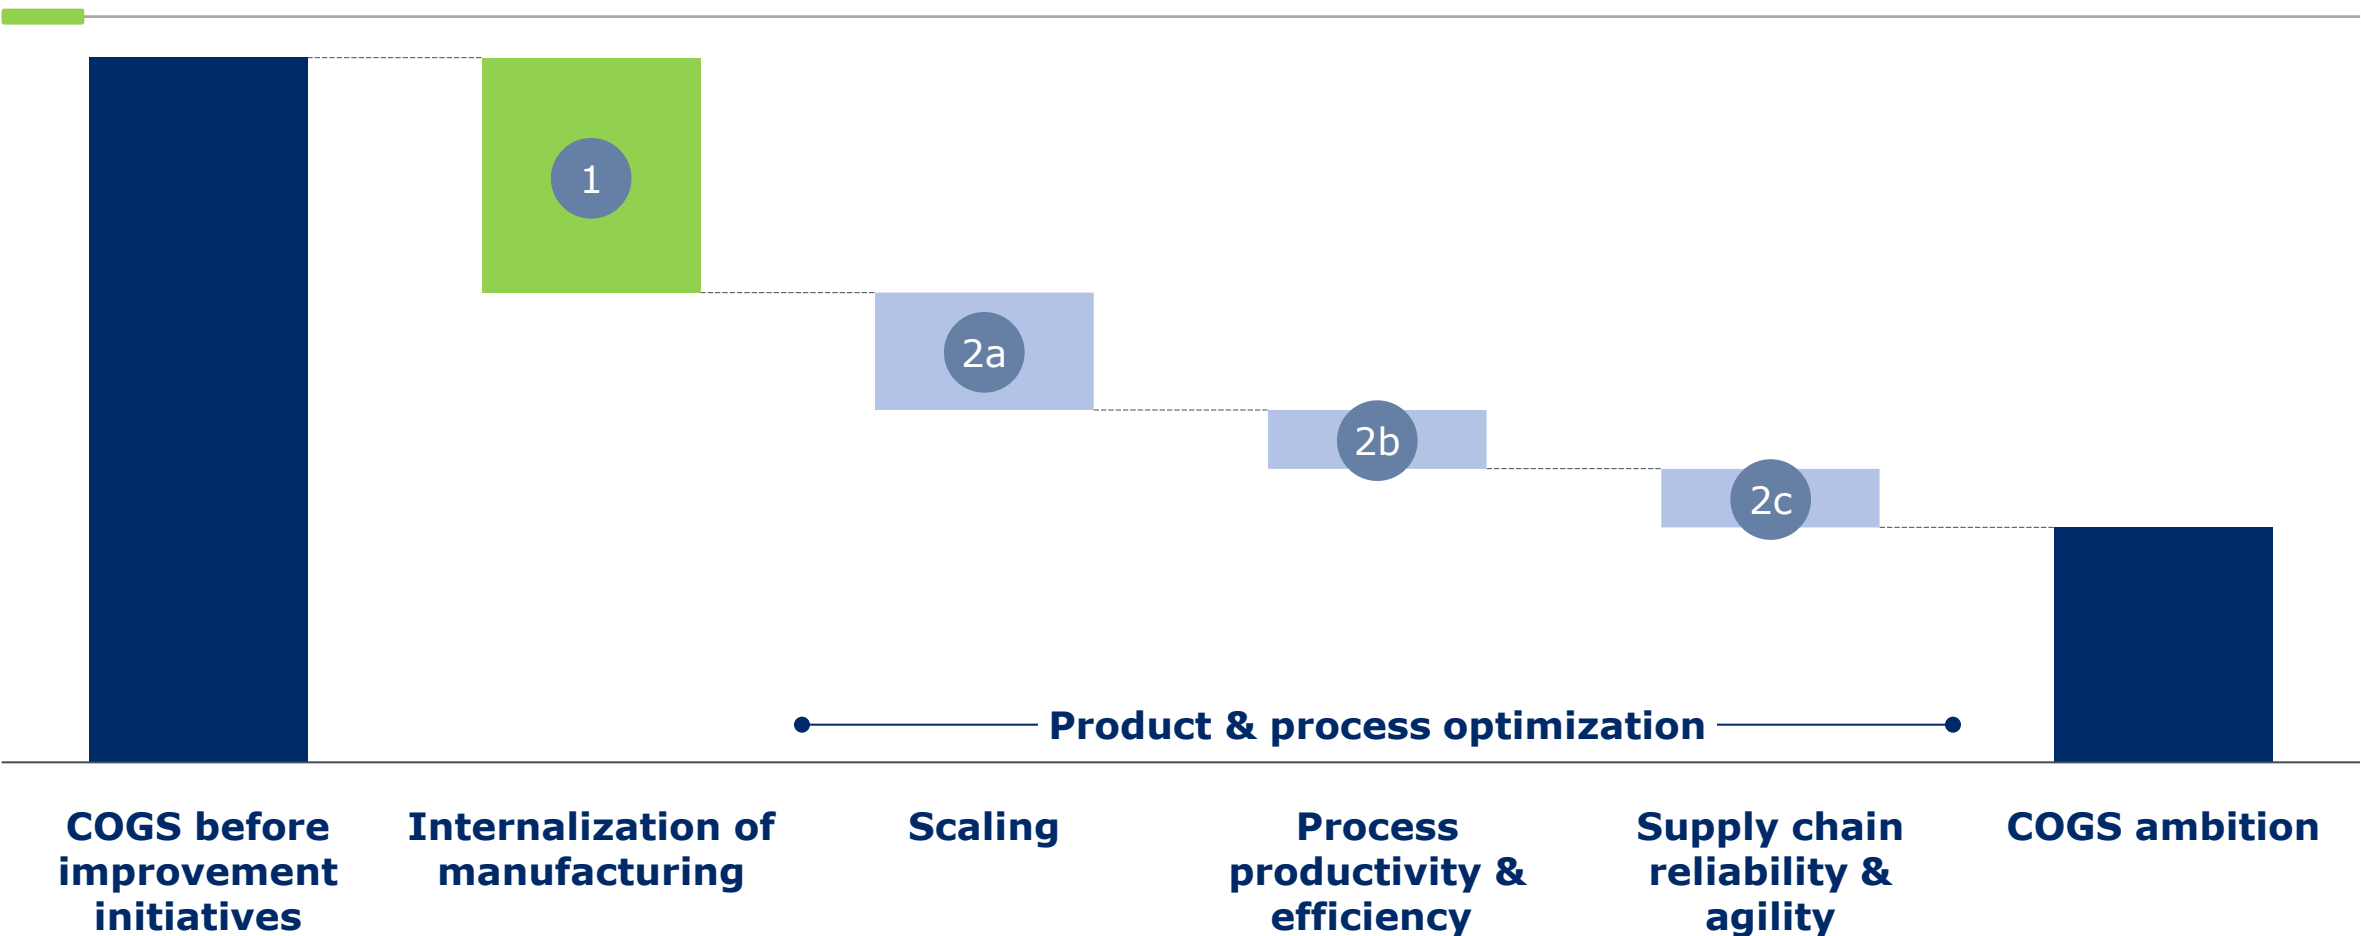 1
2a
2b
2c
Product & process optimization
COGS before
improvement
initiatives
Internalization of
manufacturing
Scaling
Process
productivity &
efficiency
Supply chain
reliability &
agility
COGS ambition